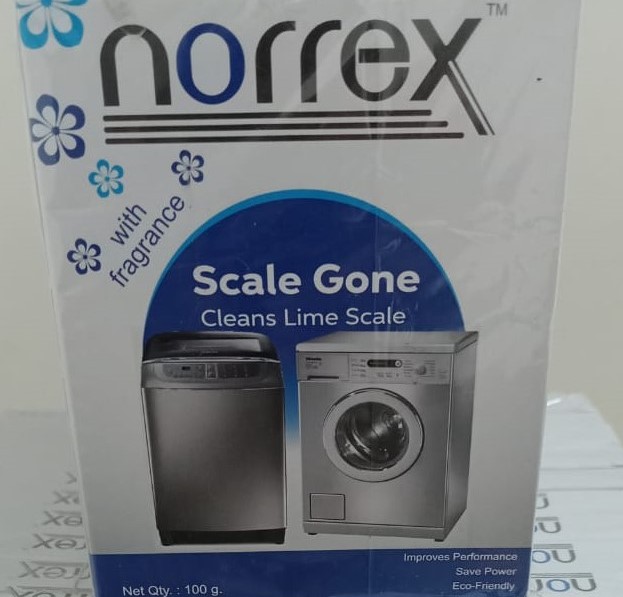 norrex TM
with
fragrance
Scale Gone
Cleans Lime Scale
Improves Performance
Save Power
Eco-Friendly
Net Qty. : 100 g.